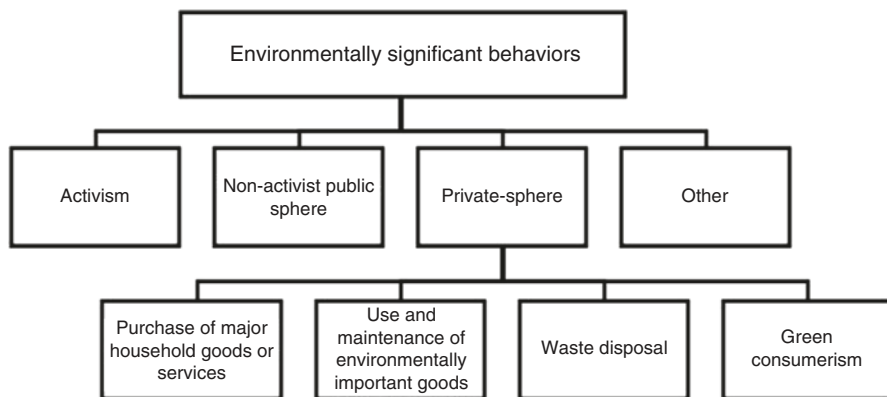 Environmentally significant behaviors
Activism
Non-activist public
sphere
Private-sphere
Other
Purchase of major
household goods or
services
Use and
maintenance of
environmentally
important goods
Waste disposal
Green
consumerism